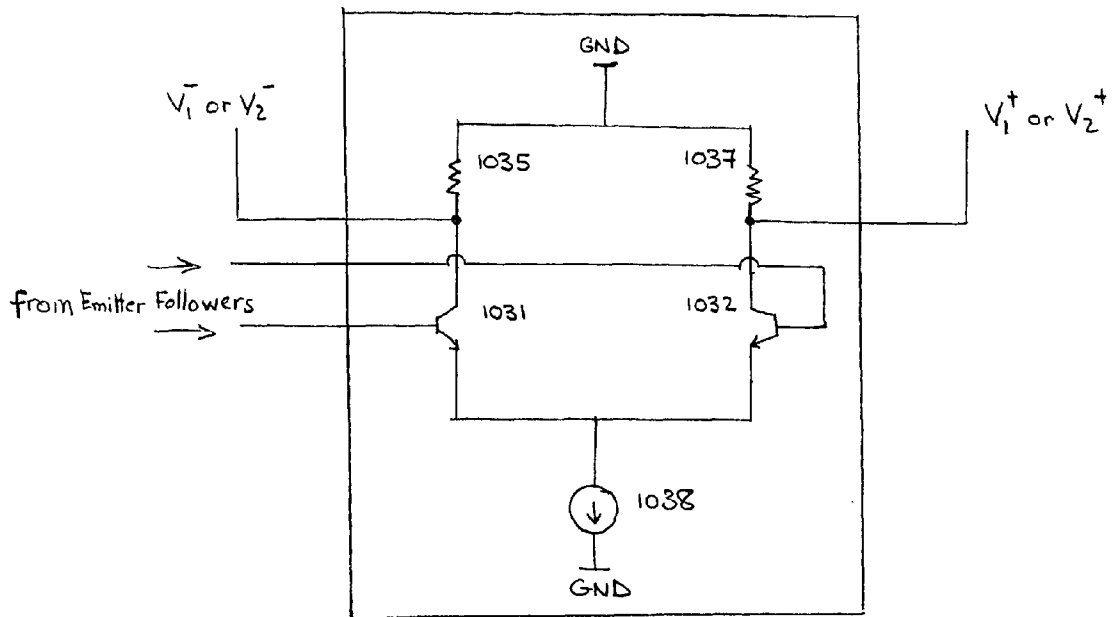 GND
V₁⁻ or V₂⁻
V₁⁺ or V₂⁺
1035
1037
from Emitter Followers
1031
1032
1038
GND